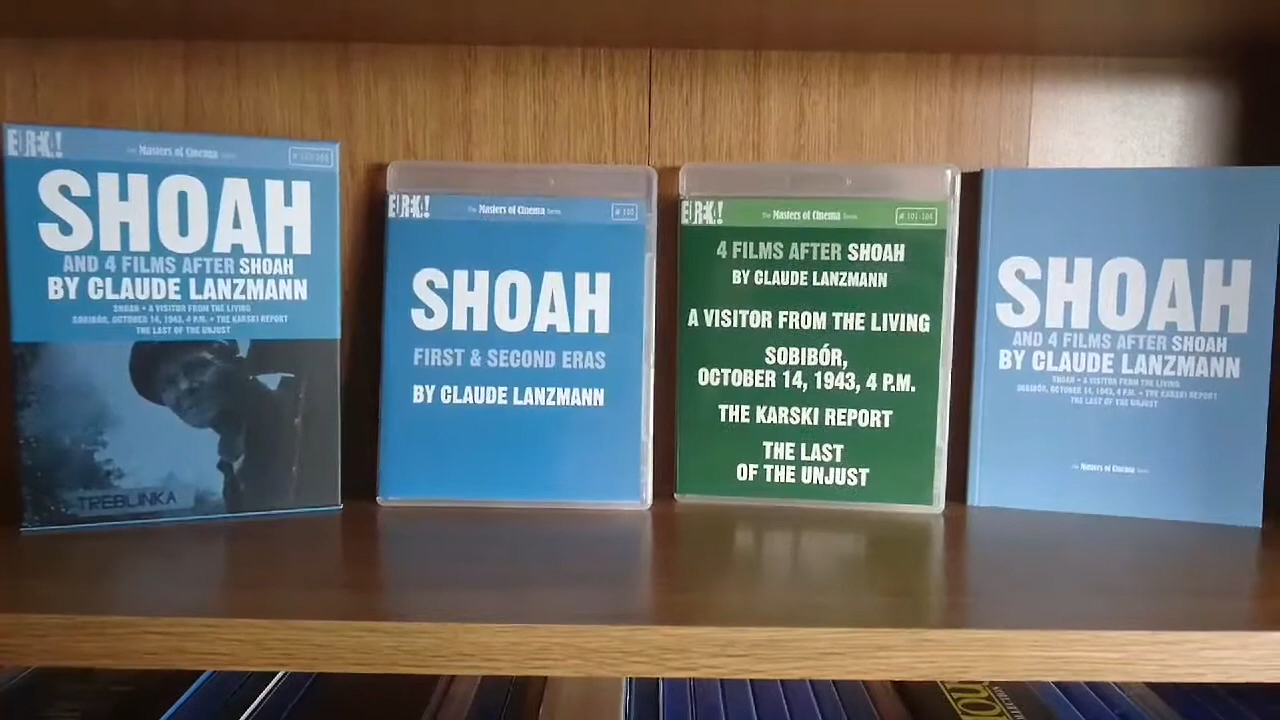 EUREKA!
The Masters of Cinema Series
SHOAH
AND 4 FILMS AFTER SHOAH
BY CLAUDE LANZMANN
SHOAH • A VISITOR FROM THE LIVING
SOBIBÓR, OCTOBER 14, 1943, 4 P.M. • THE KARSKI REPORT
THE LAST OF THE UNJUST
TREBLINKA
EUREKA!
The Masters of Cinema Series
# 100
SHOAH
FIRST & SECOND ERAS
BY CLAUDE LANZMANN
EUREKA!
The Masters of Cinema Series
# 101-104
4 FILMS AFTER SHOAH
BY CLAUDE LANZMANN
A VISITOR FROM THE LIVING
SOBIBÓR,
OCTOBER 14, 1943, 4 P.M.
THE KARSKI REPORT
THE LAST
OF THE UNJUST
SHOAH
AND 4 FILMS AFTER SHOAH
BY CLAUDE LANZMANN
SHOAH • A VISITOR FROM THE LIVING
SOBIBÓR, OCTOBER 14, 1943, 4 P.M. • THE KARSKI REPORT
THE LAST OF THE UNJUST
The Masters of Cinema Series